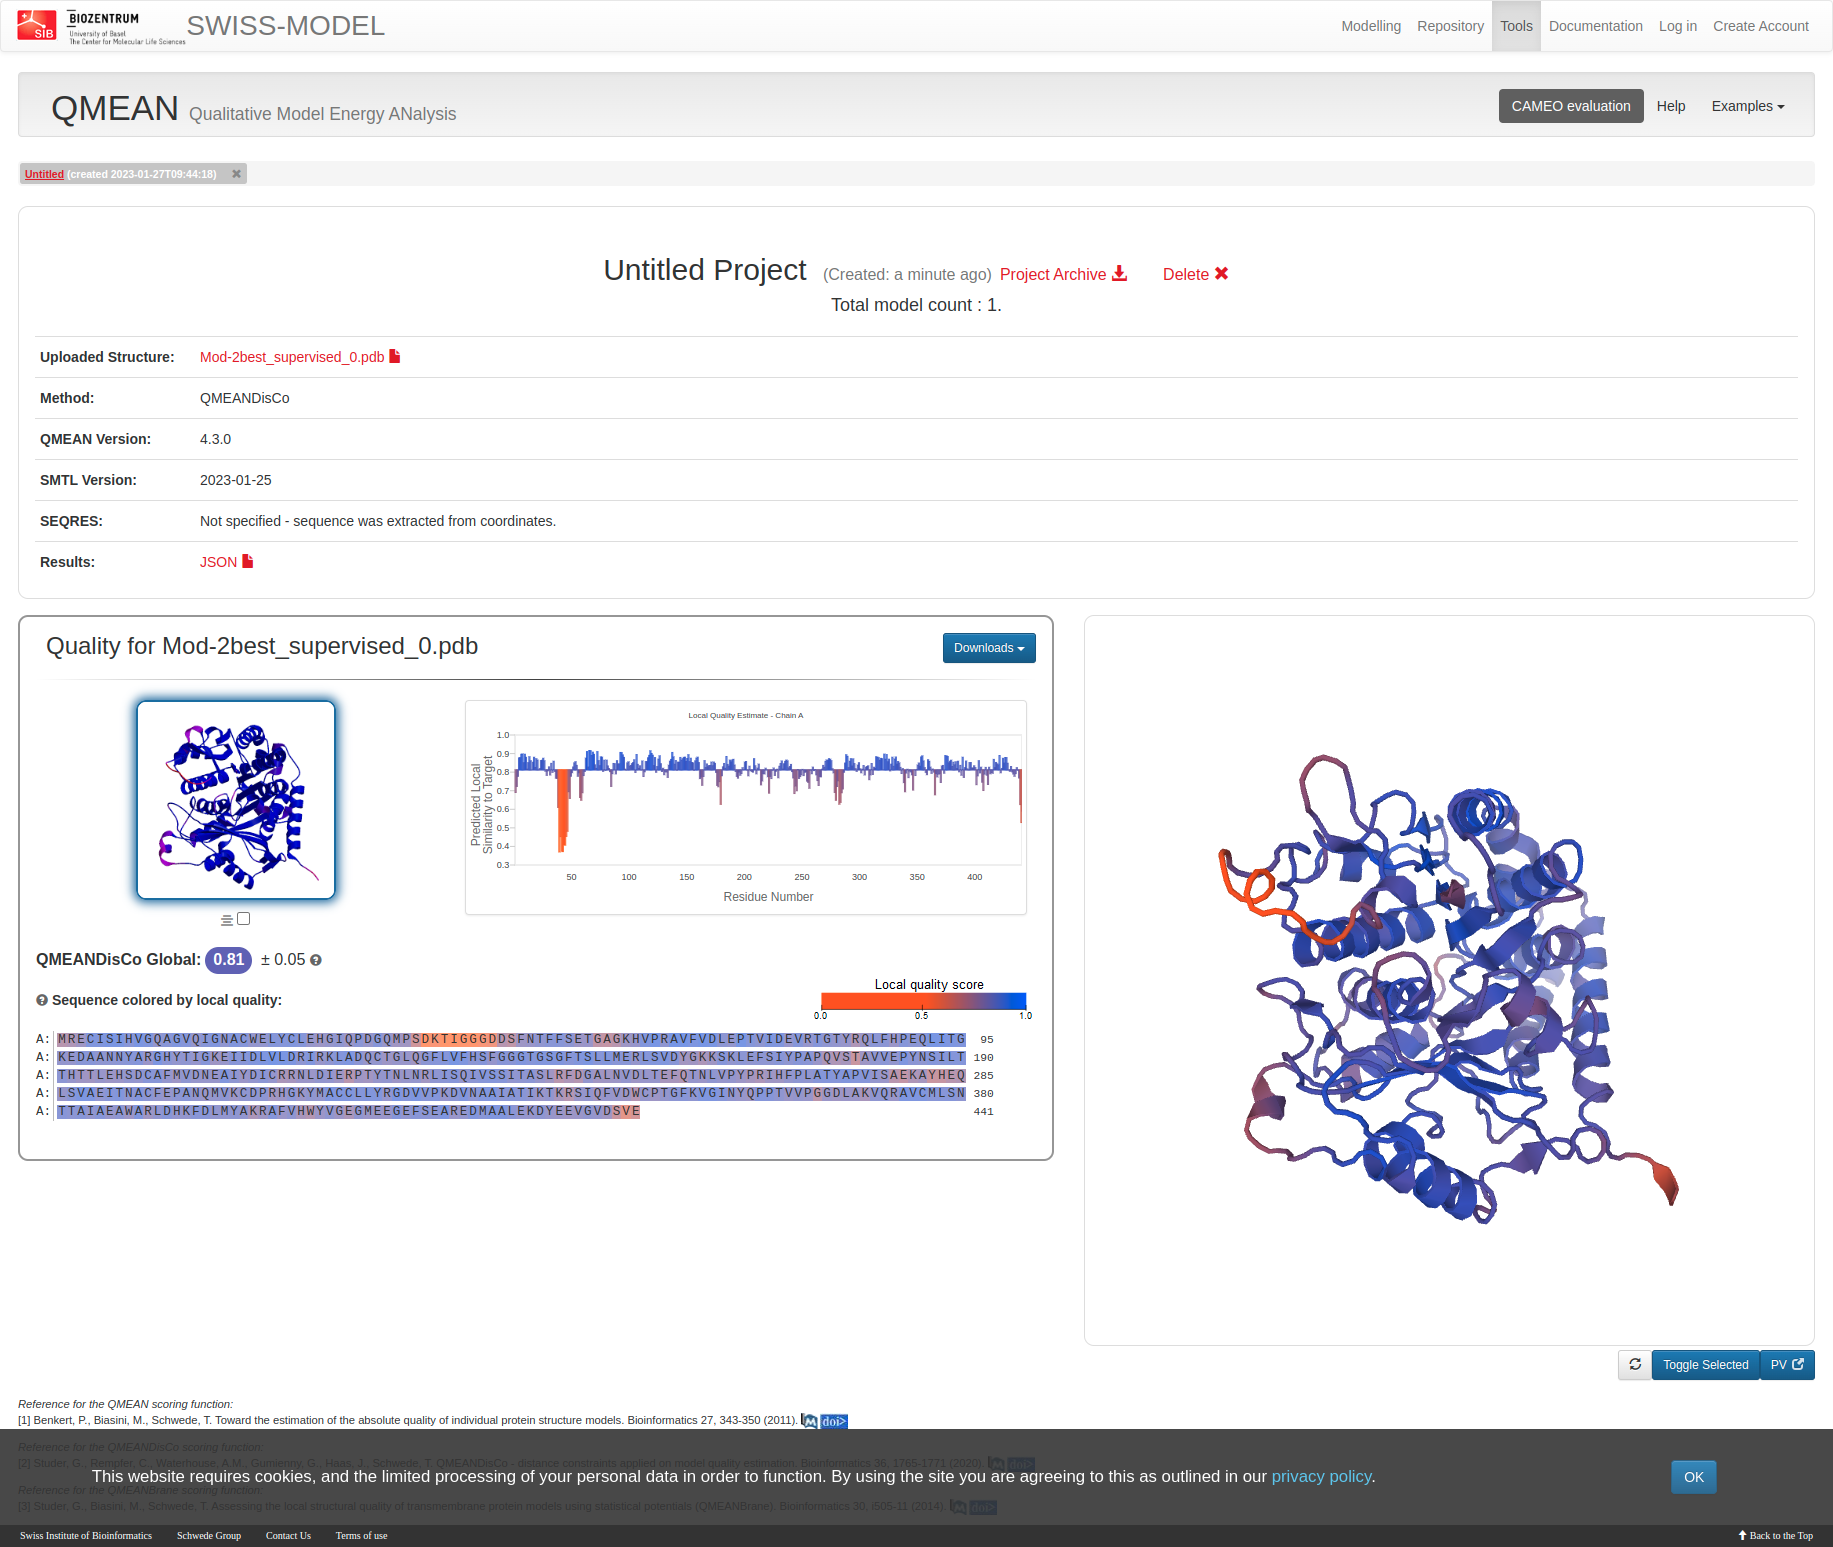 SIB
BIOZENTRUM
University of Basel
The Center for Molecular Life Sciences
SWISS-MODEL
Modelling
Repository
Tools
Documentation
Log in
Create Account
QMEAN Qualitative Model Energy ANalysis
CAMEO evaluation
Help
Examples
Untitled (created 2023-01-27T09:44:18)
Untitled Project (Created: a minute ago) Project Archive Delete
Total model count : 1.
Uploaded Structure: Mod-2best_supervised_0.pdb
Method: QMEANDisCo
QMEAN Version: 4.3.0
SMTL Version: 2023-01-25
SEQRES: Not specified - sequence was extracted from coordinates.
Results: JSON
Quality for Mod-2best_supervised_0.pdb
Downloads
Local Quality Estimate - Chain A
Predicted Local
Similarity to Target
1.0
0.9
0.8
0.7
0.6
0.5
0.4
0.3
50 100 150 200 250 300 350 400
Residue Number
QMEANDisCo Global: 0.81 ± 0.05
Sequence colored by local quality:
Local quality score
0.0 0.5 1.0
A: MRECISIHVGQAGVQIGNACWELYCLEHGIQPDGQMPSDKTIGGGDDSFNTFFSETGAGKHVPRAVFVDLEPTVIDEVRTGTYRQLFHPEQLITG 95
A: KEDAANNYARGHYTIGKEIIDLVLDRIRKLADQCTGLQGFLVFHSFGGGTGSGFTSLLMERLSVDYGKKSKLEFSIYPAPQVSTAVVEPYNSILT 190
A: THTTLEHSDCAFMVDNEAIYDICRRNLDIERPTYTNLNRLISQIVSSITASLRFDGALNVDLTEFQTNLVPYPRIHFPLATYAPVISAEKAYHEQ 285
A: LSVAEITNACFEPANQMVKCDPRHGKYMACCLLYRGDVVPKDVNAAIATIKTKRSIQFVDWCPTGFKVGINYQPPTVVPGGDLAKVQRAVCMLSN 380
A: TTAIAEAWARLDHKFDLMYAKRAFVHWYVGEGMEEGEFSEAREDMAALEKDYEEVGVDSVE 441
Toggle Selected
PV
Reference for the QMEAN scoring function:
[1] Benkert, P., Biasini, M., Schwede, T. Toward the estimation of the absolute quality of individual protein structure models. Bioinformatics 27, 343-350 (2011). doi>
Reference for the QMEANDisCo scoring function:
[2] Studer, G., Rempfer, C., Waterhouse, A.M., Gumienny, G., Haas, J., Schwede, T. QMEANDisCo - distance constraints applied on model quality estimation. Bioinformatics 36, 1765-1771 (2020). doi>
This website requires cookies, and the limited processing of your personal data in order to function. By using the site you are agreeing to this as outlined in our privacy policy.
OK
Reference for the QMEANBrane scoring function:
[3] Studer, G., Biasini, M., Schwede, T. Assessing the local structural quality of transmembrane protein models using statistical potentials (QMEANBrane). Bioinformatics 30, i505-11 (2014). doi>
Swiss Institute of Bioinformatics
Schwede Group
Contact Us
Terms of use
Back to the Top